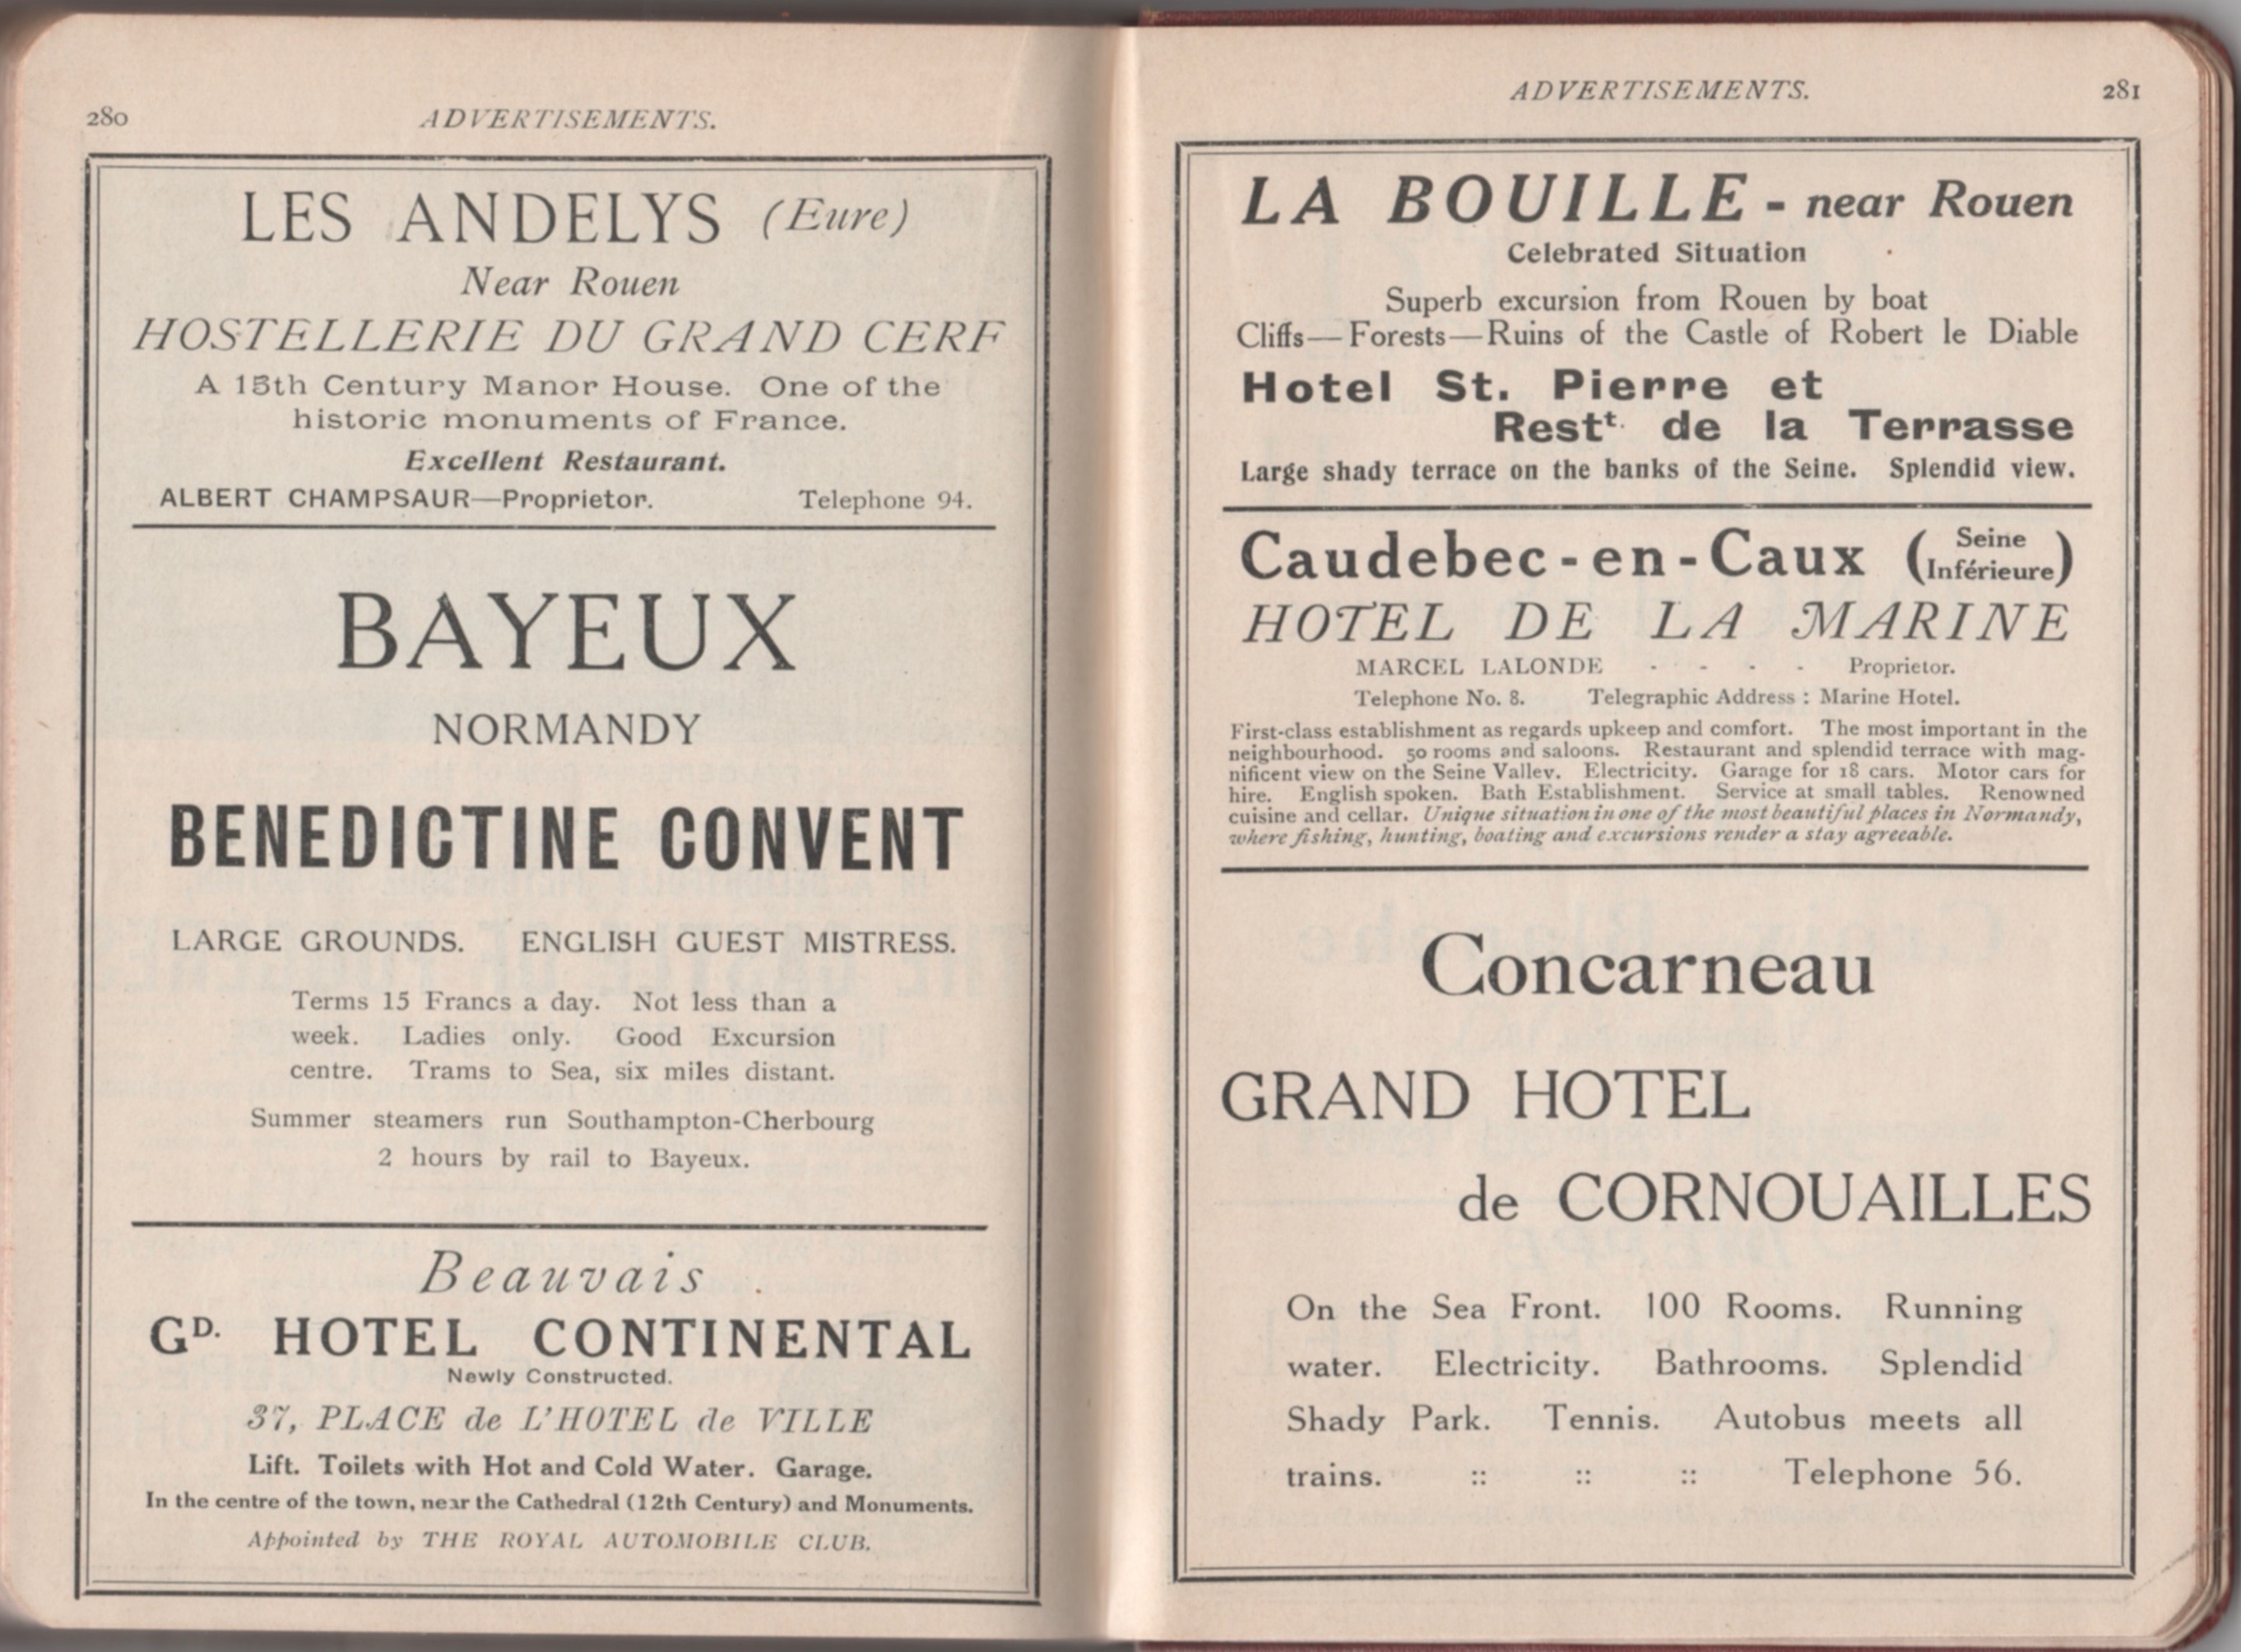 280
ADVERTISEMENTS.
LES ANDELYS (Eure)
Near Rouen
HOSTELLERIE DU GRAND CERF
A 15th Century Manor House. One of the
historic monuments of France.
Excellent Restaurant.
ALBERT CHAMPSAUR—Proprietor. Telephone 94.
BAYEUX
NORMANDY
BENEDICTINE CONVENT
LARGE GROUNDS. ENGLISH GUEST MISTRESS.
Terms 15 Francs a day. Not less than a
week. Ladies only. Good Excursion
centre. Trams to Sea, six miles distant.
Summer steamers run Southampton-Cherbourg
2 hours by rail to Bayeux.
Beauvais
GD. HOTEL CONTINENTAL
Newly Constructed.
37, PLACE de L'HOTEL de VILLE
Lift. Toilets with Hot and Cold Water. Garage.
In the centre of the town, near the Cathedral (12th Century) and Monuments.
Appointed by THE ROYAL AUTOMOBILE CLUB.
ADVERTISEMENTS.
281
LA BOUILLE - near Rouen
Celebrated Situation
Superb excursion from Rouen by boat
Cliffs—Forests—Ruins of the Castle of Robert le Diable
Hotel St. Pierre et
Restt. de la Terrasse
Large shady terrace on the banks of the Seine. Splendid view.
Caudebec-en-Caux (Seine Inférieure)
HOTEL DE LA MARINE
MARCEL LALONDE - - - - Proprietor.
Telephone No. 8. Telegraphic Address : Marine Hotel.
First-class establishment as regards upkeep and comfort. The most important in the
neighbourhood. 50 rooms and saloons. Restaurant and splendid terrace with mag-
nificent view on the Seine Valley. Electricity. Garage for 18 cars. Motor cars for
hire. English spoken. Bath Establishment. Service at small tables. Renowned
cuisine and cellar. Unique situation in one of the most beautiful places in Normandy,
where fishing, hunting, boating and excursions render a stay agreeable.
Concarneau
GRAND HOTEL
de CORNOUAILLES
On the Sea Front. 100 Rooms. Running
water. Electricity. Bathrooms. Splendid
Shady Park. Tennis. Autobus meets all
trains. :: :: :: Telephone 56.